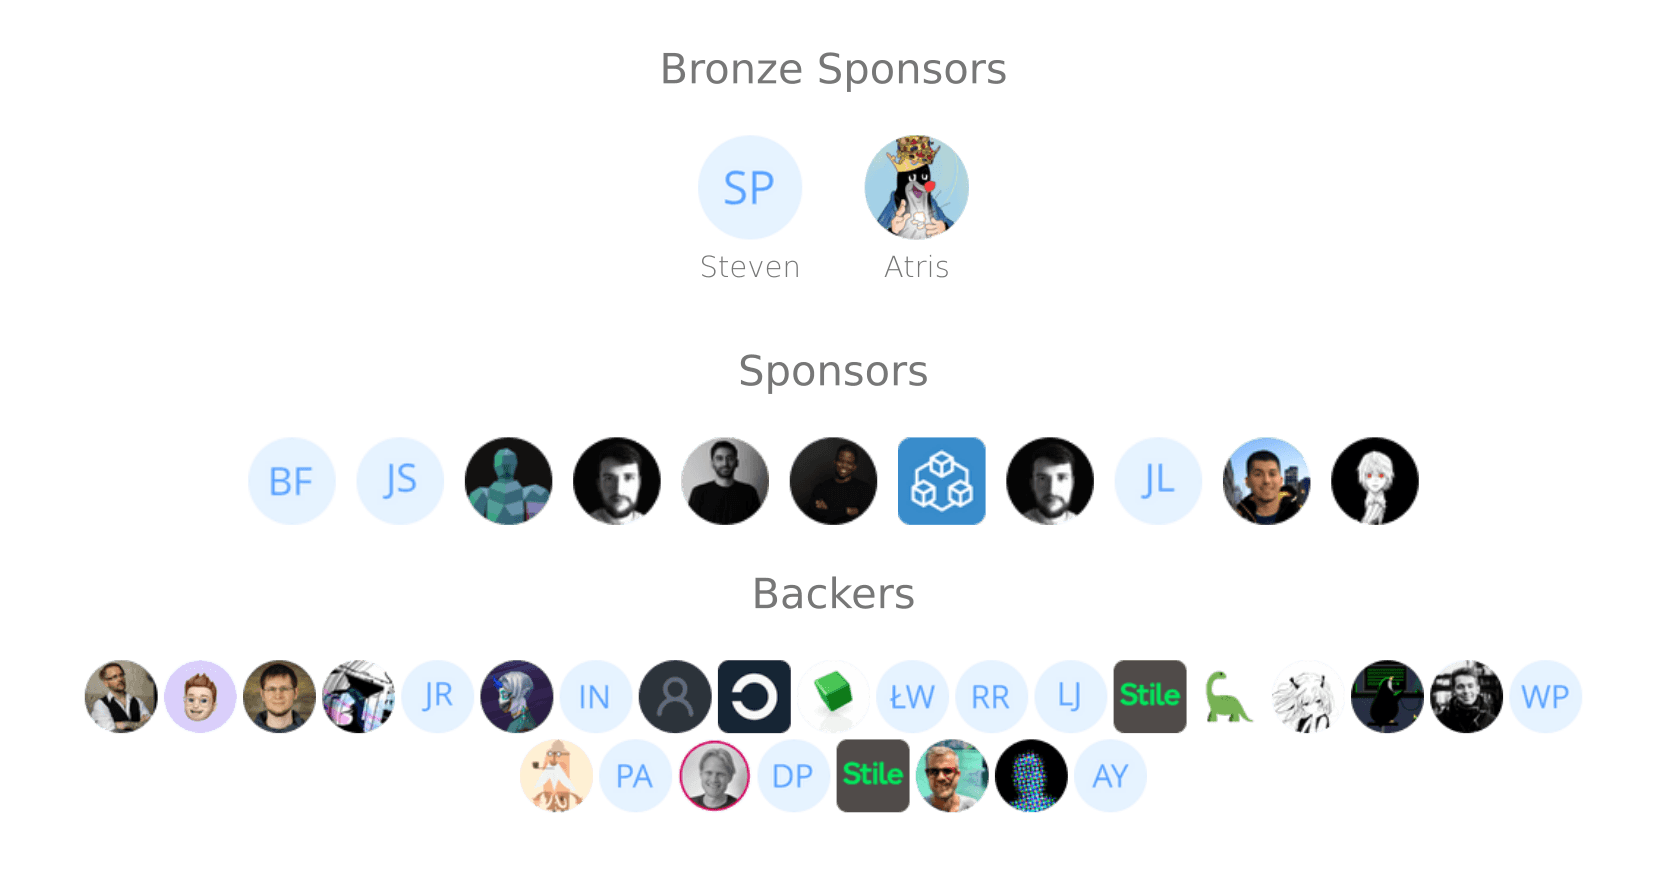 Bronze Sponsors
SP
Steven Atris
Sponsors
BF JS JL
Backers
JR IN ŁW RR LJ Stile WP
PA DP Stile AY